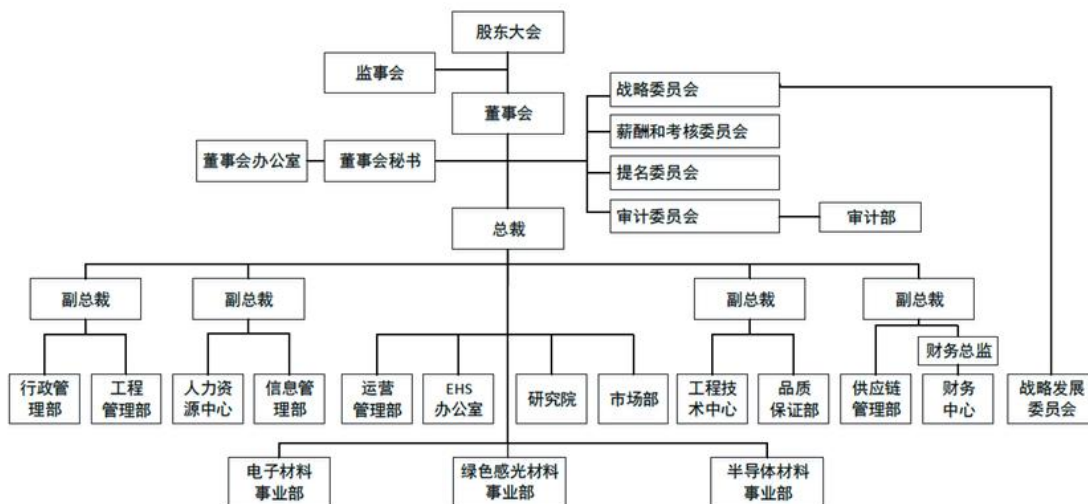 股东大会
监事会
董事会
战略委员会
薪酬和考核委员会
董事会办公室
董事会秘书
提名委员会
审计委员会
审计部
总裁
副总裁
副总裁
副总裁
副总裁
财务总监
行政管
理部
工程
管理部
人力资
源中心
信息管
理部
运营
管理部
EHS
办公室
研究院
市场部
工程技
术中心
品质
保证部
供应链
管理部
财务
中心
战略发展
委员会
电子材料
事业部
绿色感光材料
事业部
半导体材料
事业部